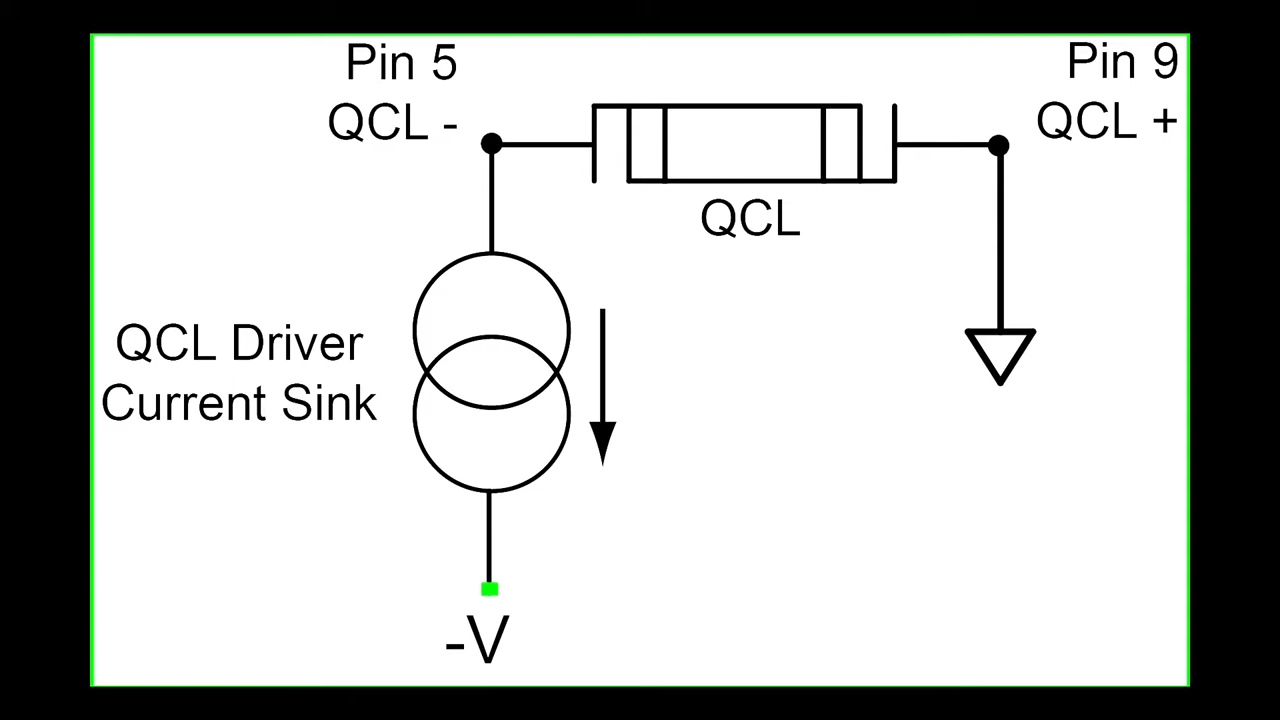 Pin 5
QCL -
Pin 9
QCL +
QCL
QCL Driver
Current Sink
-V